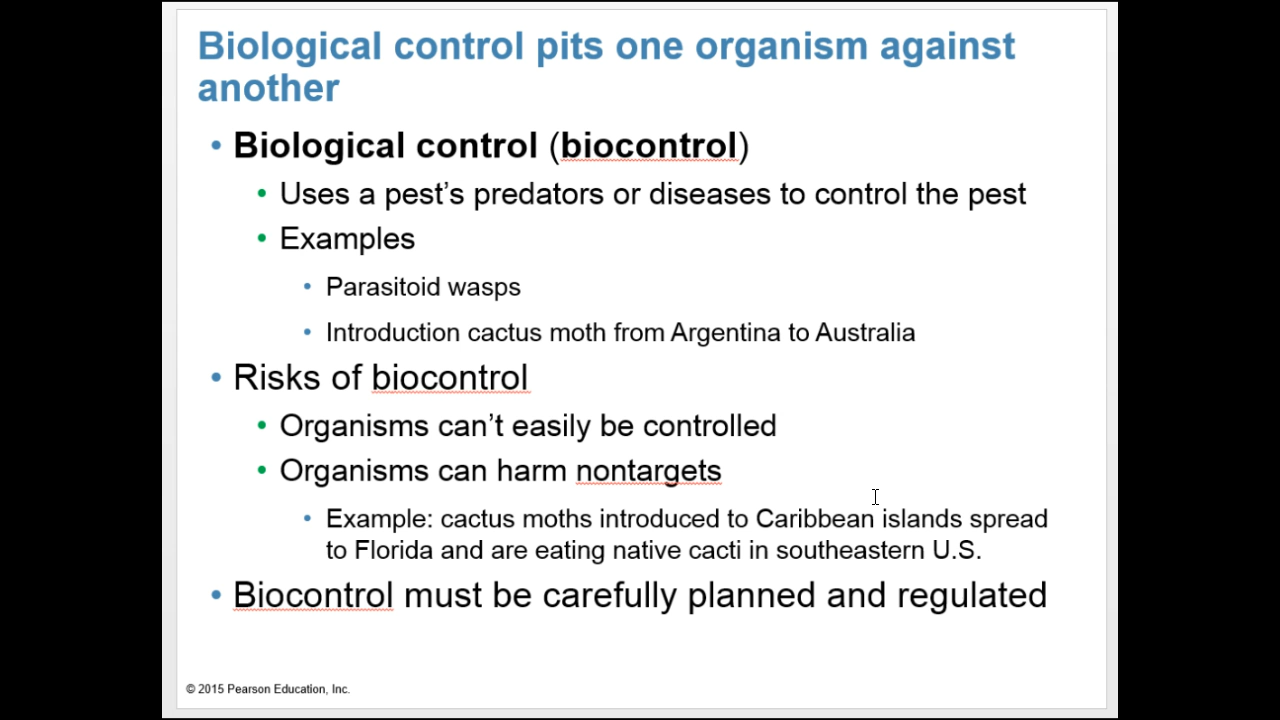 Biological control pits one organism against
another
• Biological control (biocontrol)
• Uses a pest’s predators or diseases to control the pest
• Examples
• Parasitoid wasps
• Introduction cactus moth from Argentina to Australia
• Risks of biocontrol
• Organisms can’t easily be controlled
• Organisms can harm nontargets
• Example: cactus moths introduced to Caribbean islands spread
to Florida and are eating native cacti in southeastern U.S.
• Biocontrol must be carefully planned and regulated
© 2015 Pearson Education, Inc.